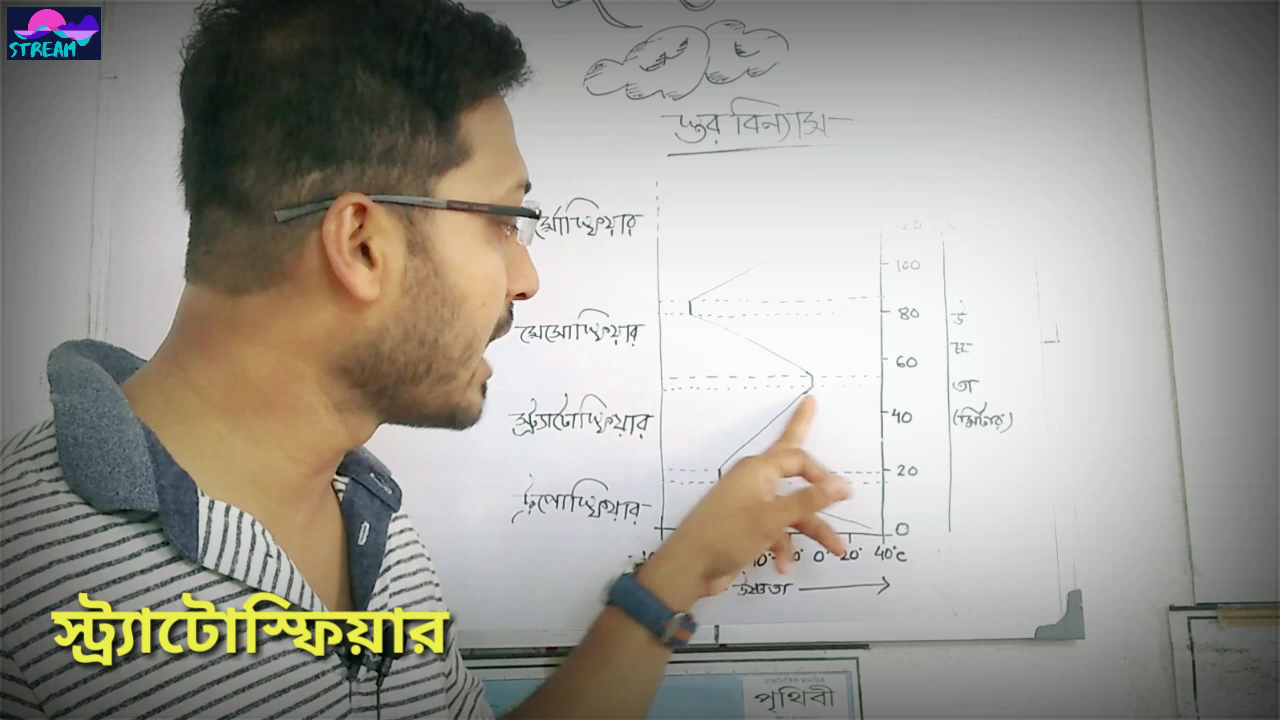 STREAM
স্তর বিন্যাস
র্মোস্ফিয়ার
100
80
মেসোস্ফিয়ার
60
স্ট্র্যাটোস্ফিয়ার
40
20
ট্রপোস্ফিয়ার
0
উ
চ্চ
তা
(মিটার)
0° 20° 40°c
উষ্ণতা
স্ট্র্যাটোস্ফিয়ার
পৃথিবী